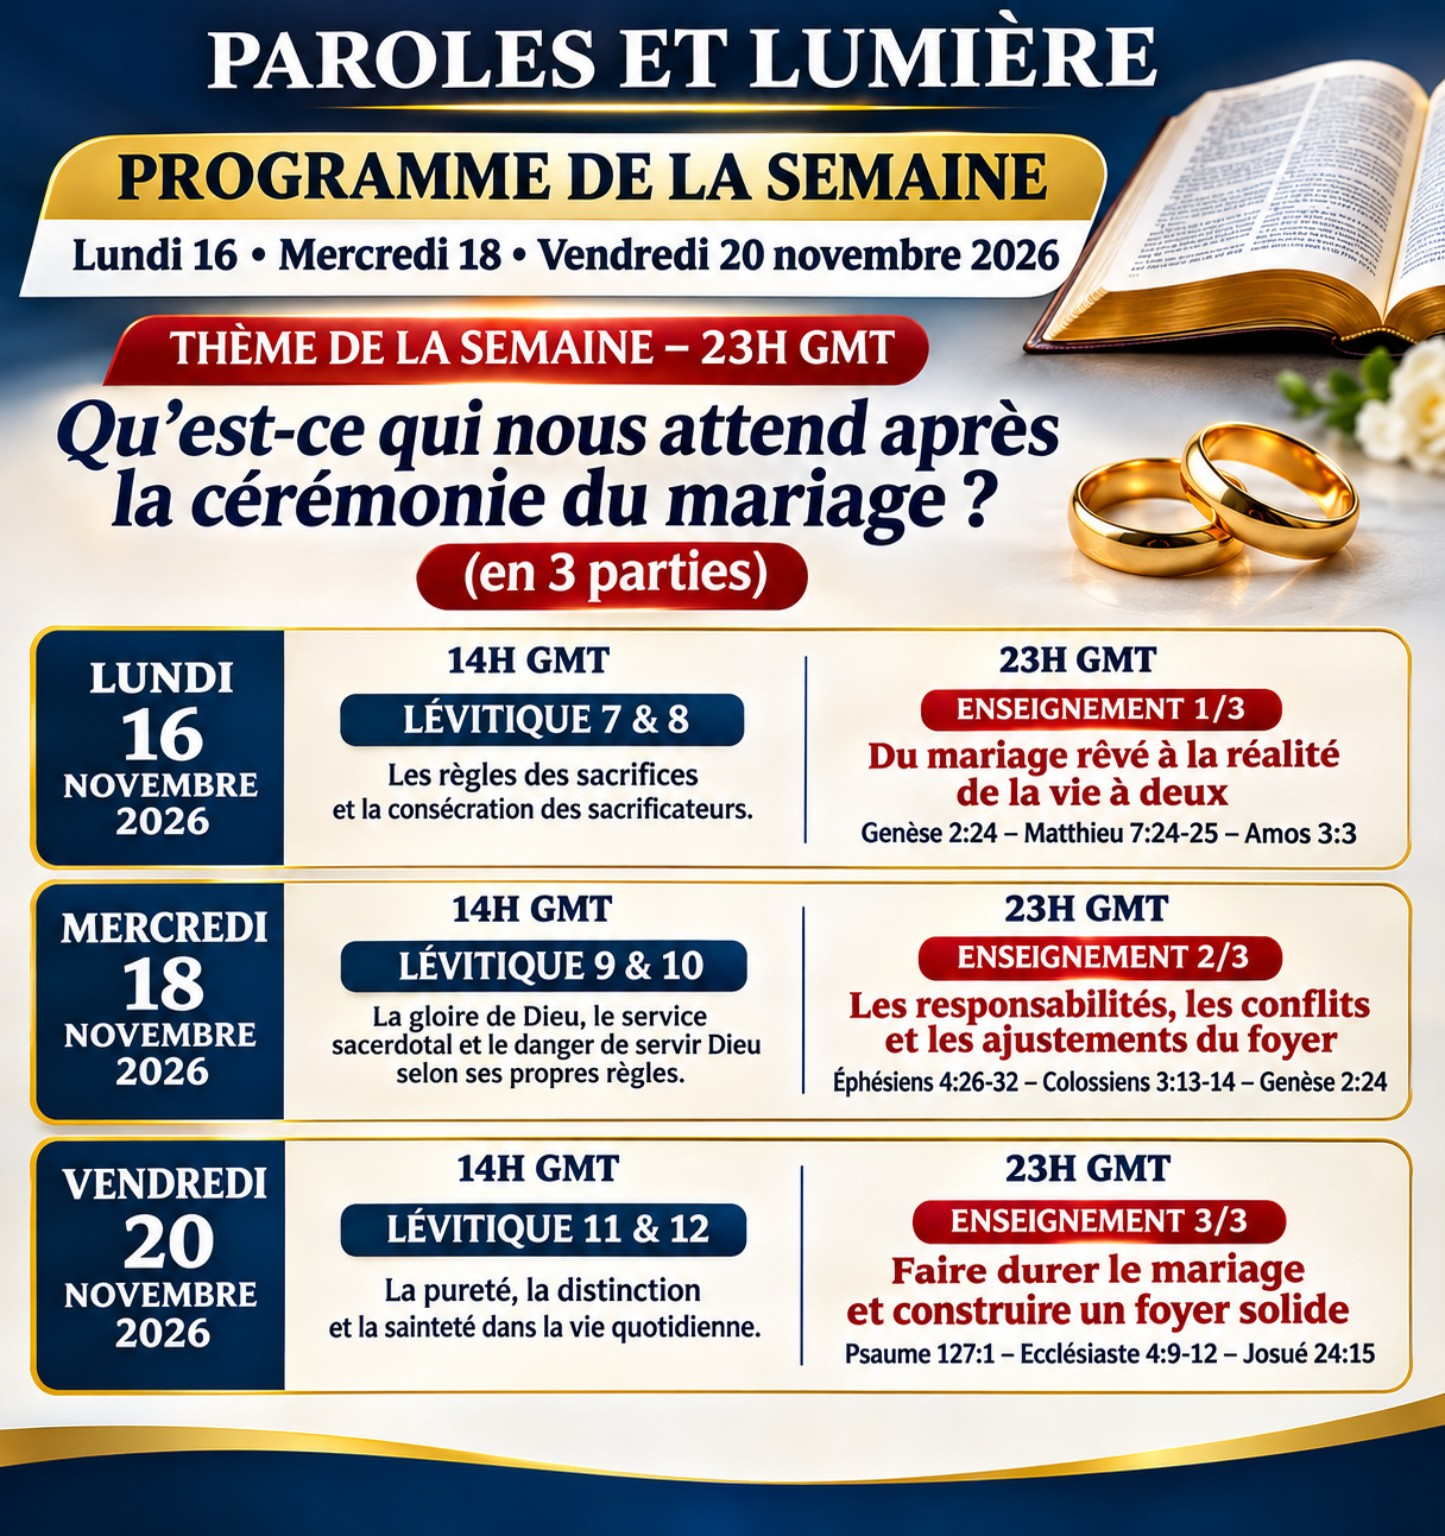 PAROLES ET LUMIÈRE
PROGRAMME DE LA SEMAINE
Lundi 16 • Mercredi 18 • Vendredi 20 novembre 2026
THÈME DE LA SEMAINE – 23H GMT
Qu’est-ce qui nous attend après
la cérémonie du mariage ?
(en 3 parties)
LUNDI
16
NOVEMBRE
2026
14H GMT
LÉVITIQUE 7 & 8
Les règles des sacrifices
et la consécration des sacrificateurs.
23H GMT
ENSEIGNEMENT 1/3
Du mariage rêvé à la réalité
de la vie à deux
Genèse 2:24 – Matthieu 7:24-25 – Amos 3:3
MERCREDI
18
NOVEMBRE
2026
14H GMT
LÉVITIQUE 9 & 10
La gloire de Dieu, le service
sacerdotal et le danger de servir Dieu
selon ses propres règles.
23H GMT
ENSEIGNEMENT 2/3
Les responsabilités, les conflits
et les ajustements du foyer
Éphésiens 4:26-32 – Colossiens 3:13-14 – Genèse 2:24
VENDREDI
20
NOVEMBRE
2026
14H GMT
LÉVITIQUE 11 & 12
La pureté, la distinction
et la sainteté dans la vie quotidienne.
23H GMT
ENSEIGNEMENT 3/3
Faire durer le mariage
et construire un foyer solide
Psaume 127:1 – Ecclésiaste 4:9-12 – Josué 24:15